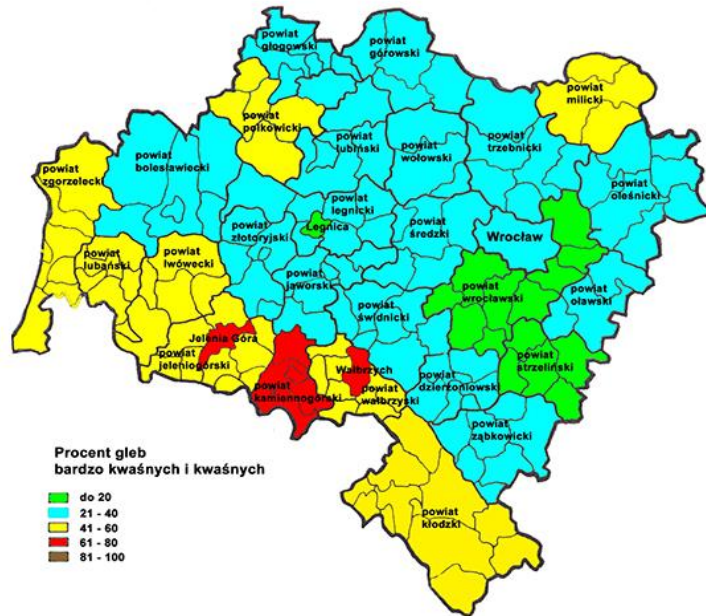 powiat
głogowski
powiat
górowski
powiat
milicki
powiat
polkowicki
powiat
lubiński
powiat
wołowski
powiat
trzebnicki
powiat
bolesławiecki
powiat
zgorzelecki
powiat
oleśnicki
powiat
legnicki
Legnica
powiat
złotoryjski
powiat
średzki
Wrocław
powiat
lubański
powiat
lwówecki
powiat
jaworski
powiat
wrocławski
powiat
oławski
powiat
świdnicki
Jelenia Góra
powiat
jeleniogórski
Wałbrzych
powiat
kamiennogórski
powiat
wałbrzyski
powiat
dzierżoniowski
powiat
strzeliński
powiat
ząbkowicki
powiat
kłodzki
Procent gleb
bardzo kwaśnych i kwaśnych
do 20
21 - 40
41 - 60
61 - 80
81 - 100